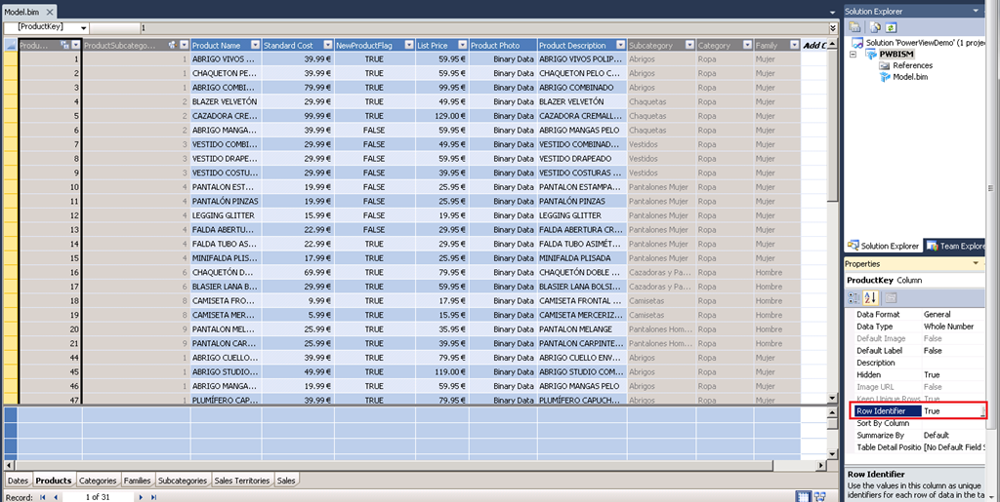 Model.bim
[ProductKey] 1
Produ... ProductSubcatego... Product Name Standard Cost NewProductFlag List Price Product Photo Product Description Subcategory Category Family Add C
1 1 ABRIGO VIVOS ... 39.99 € TRUE 59.95 € Binary Data ABRIGO VIVOS POLIP... Abrigos Ropa Mujer
2 1 CHAQUETON PE... 39.99 € TRUE 59.95 € Binary Data CHAQUETON PELO C... Abrigos Ropa Mujer
3 1 ABRIGO COMBI... 79.99 € TRUE 99.95 € Binary Data ABRIGO COMBINADO Abrigos Ropa Mujer
4 2 BLAZER VELVETÓN 29.99 € TRUE 49.95 € Binary Data BLAZER VELVETÓN Chaquetas Ropa Mujer
5 2 CAZADORA CRE... 99.99 € TRUE 129.00 € Binary Data CAZADORA CREMALL... Chaquetas Ropa Mujer
6 2 ABRIGO MANGA... 39.99 € FALSE 59.95 € Binary Data ABRIGO MANGAS PELO Chaquetas Ropa Mujer
7 3 VESTIDO COMBI... 29.99 € FALSE 49.95 € Binary Data VESTIDO COMBINAD... Vestidos Ropa Mujer
8 3 VESTIDO DRAPE... 29.99 € TRUE 59.95 € Binary Data VESTIDO DRAPEADO Vestidos Ropa Mujer
9 3 VESTIDO COSTU... 29.99 € FALSE 39.95 € Binary Data VESTIDO COSTURAS ... Vestidos Ropa Mujer
10 4 PANTALON EST... 19.99 € FALSE 25.95 € Binary Data PANTALON ESTAMPA... Pantalones Mujer Ropa Mujer
11 4 PANTALÓN PINZAS 19.99 € FALSE 25.95 € Binary Data PANTALÓN PINZAS Pantalones Mujer Ropa Mujer
12 4 LEGGING GLITTER 15.99 € FALSE 19.95 € Binary Data LEGGING GLITTER Pantalones Mujer Ropa Mujer
13 4 FALDA ABERTU... 22.99 € FALSE 29.95 € Binary Data FALDA ABERTURA CR... Pantalones Mujer Ropa Mujer
14 4 FALDA TUBO AS... 22.99 € TRUE 29.95 € Binary Data FALDA TUBO ASIMÉT... Pantalones Mujer Ropa Mujer
15 4 MINIFALDA PLIS... 17.99 € TRUE 25.95 € Binary Data MINIFALDA PLISADA Pantalones Mujer Ropa Mujer
16 6 CHAQUETÓN D... 69.99 € TRUE 79.95 € Binary Data CHAQUETÓN DOBLE ... Cazadoras y Pa... Ropa Hombre
17 6 BLASIER LANA B... 29.99 € TRUE 59.95 € Binary Data BLASIER LANA BOLSI... Cazadoras y Pa... Ropa Hombre
18 8 CAMISETA FRO... 9.99 € TRUE 17.95 € Binary Data CAMISETA FRONTAL ... Camisetas Ropa Hombre
19 8 CAMISETA MER... 5.99 € TRUE 15.95 € Binary Data CAMISETA MERCERIZ... Camisetas Ropa Hombre
20 9 PANTALON MEL... 25.99 € TRUE 35.95 € Binary Data PANTALON MELANGE Pantalones Hom... Ropa Hombre
21 9 PANTALON CAR... 25.99 € TRUE 39.95 € Binary Data PANTALON CARPINTE... Pantalones Hom... Ropa Hombre
44 1 ABRIGO CUELLO... 39.99 € TRUE 79.95 € Binary Data ABRIGO CUELLO ENV... Abrigos Ropa Mujer
45 1 ABRIGO STUDIO... 49.99 € TRUE 119.00 € Binary Data ABRIGO STUDIO COM... Abrigos Ropa Mujer
46 1 ABRIGO MANGA... 19.99 € TRUE 59.95 € Binary Data ABRIGO MANGAS PELO Abrigos Ropa Mujer
47 1 PLUMÍFERO CAP... 39.99 € TRUE 79.95 € Binary Data PLUMÍFERO CAPUCH... Abrigos Ropa Mujer
Dates Products Categories Families Subcategories Sales Territories Sales
Record: 1 of 31
Solution Explorer
Solution 'PowerViewDemo' (1 projec
PWBISM
References
Model.bim
Solution Explorer Team Explore
Properties
ProductKey Column
Data Format General
Data Type Whole Number
Default Image False
Default Label False
Description
Hidden True
Image URL False
Keep Unique Rows True
Row Identifier True
Sort By Column
Summarize By Default
Table Detail Positio [No Default Field S
Row Identifier
Use the values in this column as unique
identifiers for each row of data in the ta